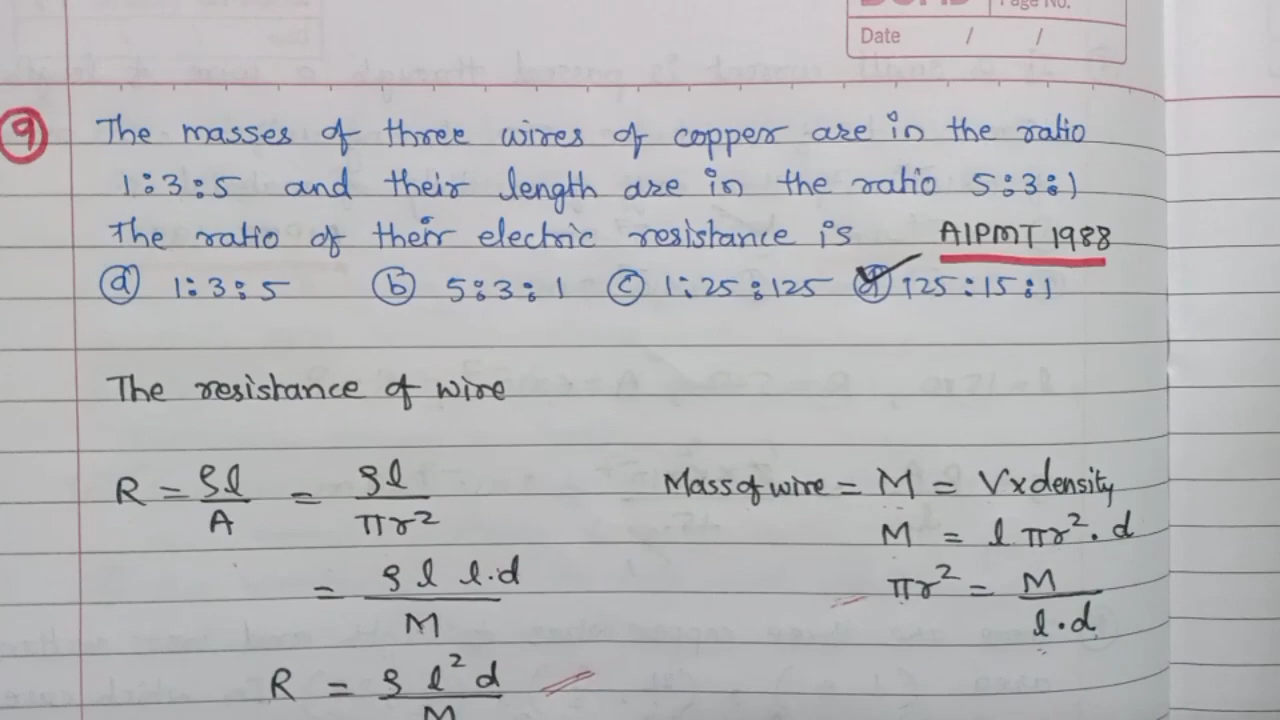 Page No.
Date / /
9 The masses of three wires of copper are in the ratio
1:3:5 and their length are in the ratio 5:3:1
The ratio of their electric resistance is AIPMT 1988
(a) 1:3:5 (b) 5:3:1 (c) 1:25:125 (d) 125:15:1
The resistance of wire
R = ρl/A = ρl/πr² Mass of wire = M = V x density
M = l πr² . d
= ρ l l.d/M πr² = M/l.d
R = ρ l² d/M